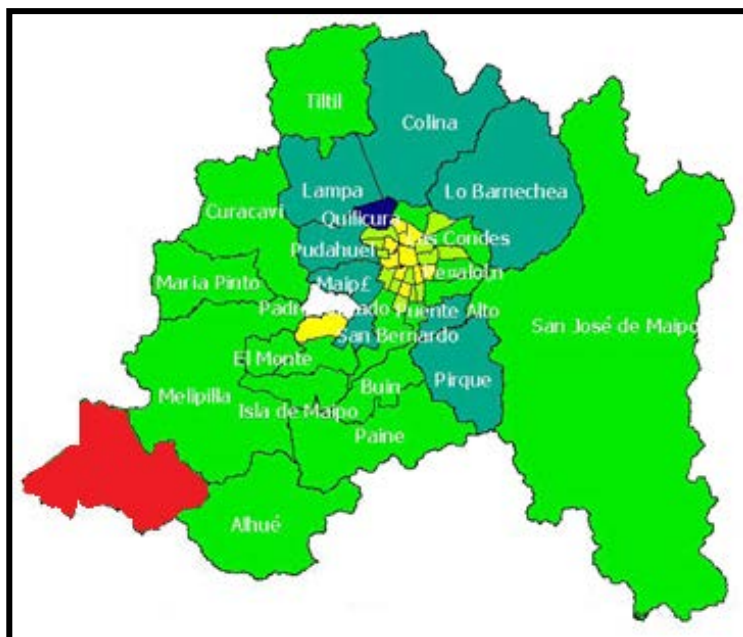 Tiltil
Colina
Lampa
Lo Barnechea
Curacaví
Quilicura
Las Condes
Pudahuel
Maria Pinto
Maip£
Puente Alto
San José de Maipo
San Bernardo
El Monte
Buin
Pirque
Melipilla
Isla de Maipo
Paine
Alhué